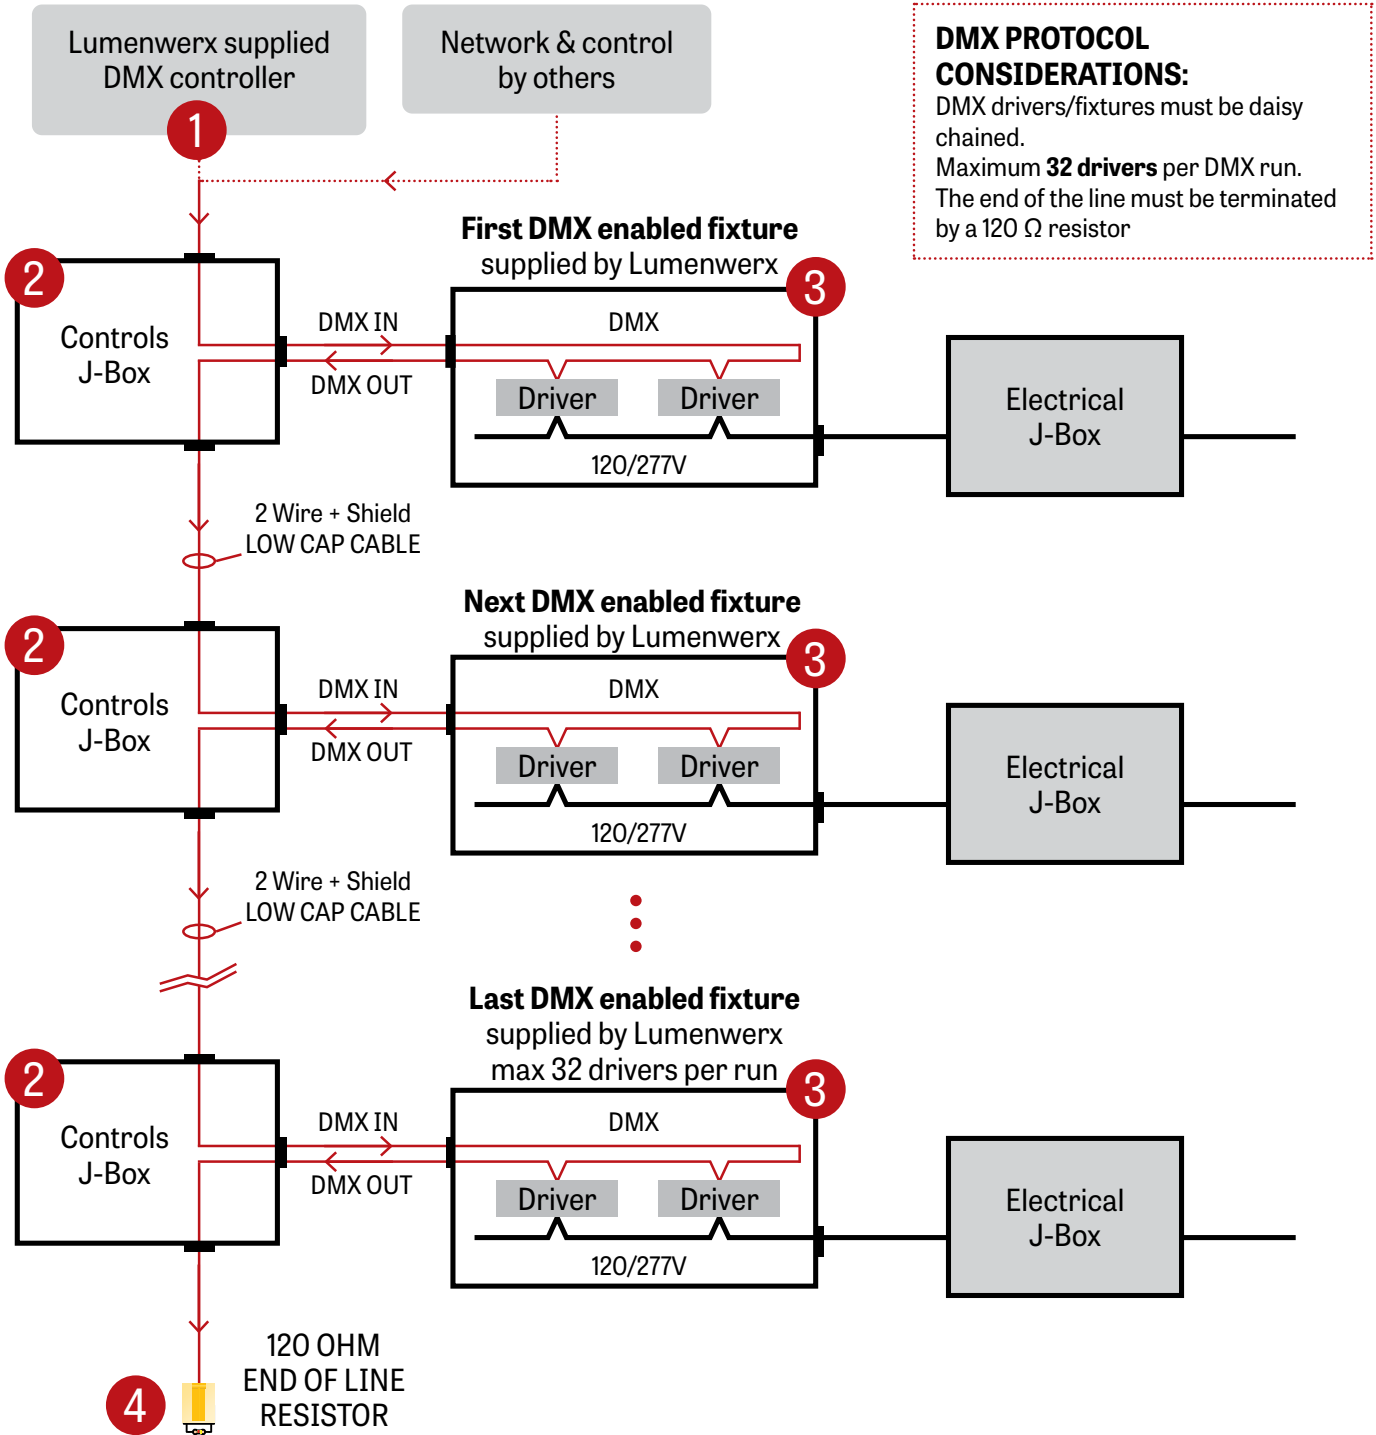 Lumenwerx supplied
DMX controller
1
Network & control
by others
DMX PROTOCOL
CONSIDERATIONS:
DMX drivers/fixtures must be daisy
chained.
Maximum 32 drivers per DMX run.
The end of the line must be terminated
by a 120 Ω resistor
First DMX enabled fixture
supplied by Lumenwerx
2
Controls
J-Box
DMX IN
DMX OUT
3
DMX
Driver
Driver
120/277V
Electrical
J-Box
2 Wire + Shield
LOW CAP CABLE
Next DMX enabled fixture
supplied by Lumenwerx
2
Controls
J-Box
DMX IN
DMX OUT
3
DMX
Driver
Driver
120/277V
Electrical
J-Box
2 Wire + Shield
LOW CAP CABLE
Last DMX enabled fixture
supplied by Lumenwerx
max 32 drivers per run
2
Controls
J-Box
DMX IN
DMX OUT
3
DMX
Driver
Driver
120/277V
Electrical
J-Box
4
120 OHM
END OF LINE
RESISTOR